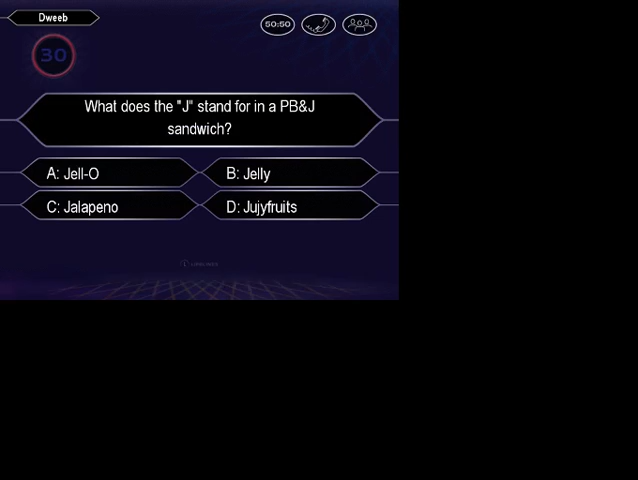 Dweeb
50:50
30
What does the "J" stand for in a PB&J
sandwich?
A: Jell-O
B: Jelly
C: Jalapeno
D: Jujyfruits